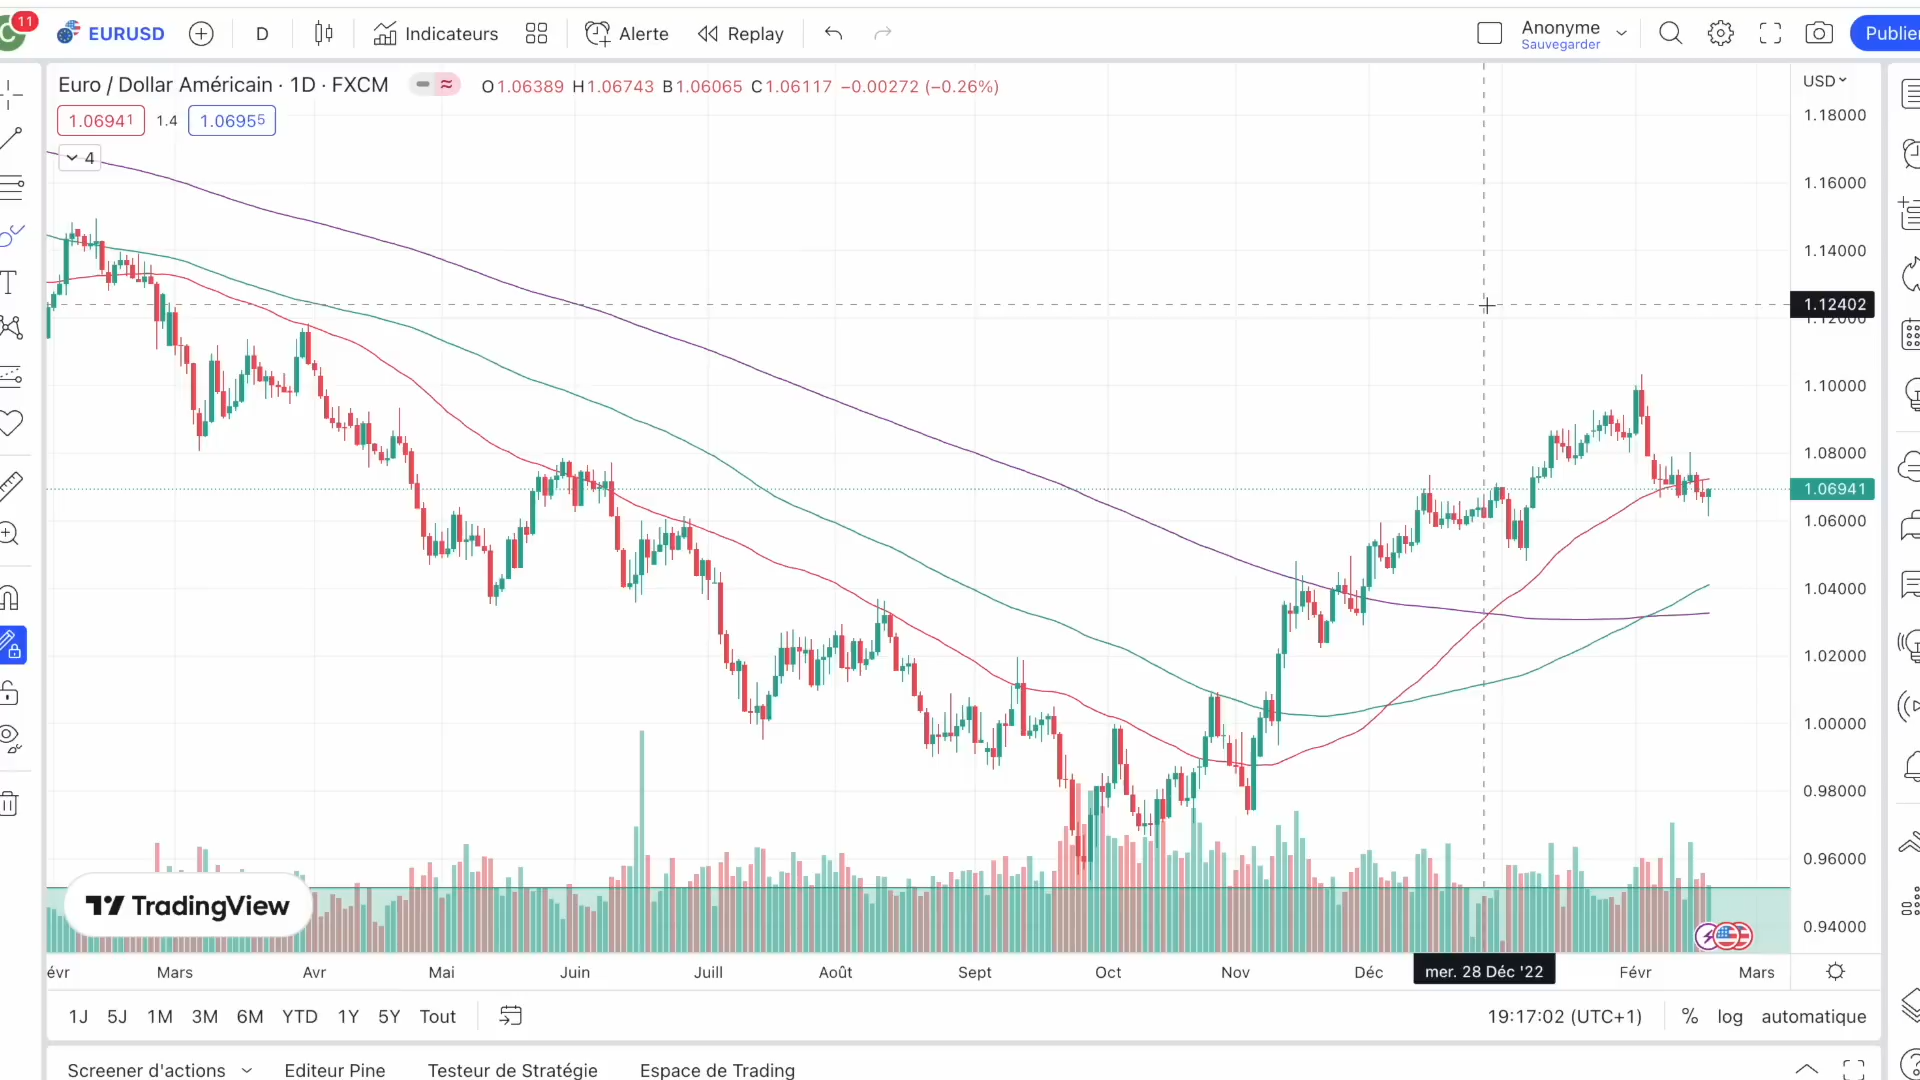 11
C
EURUSD
D
Indicateurs
Alerte
Replay
Anonyme
Sauvegarder
Publier
Euro / Dollar Américain · 1D · FXCM
O1.06389 H1.06743 B1.06065 C1.06117 −0.00272 (−0.26%)
1.06941 1.4 1.06955
4
USD
1.18000
1.16000
1.14000
1.12402
1.12000
1.10000
1.08000
1.06941
1.06000
1.04000
1.02000
1.00000
0.98000
0.96000
0.94000
TradingView
évr Mars Avr Mai Juin Juill Août Sept Oct Nov Déc mer. 28 Déc '22 Févr Mars
1J 5J 1M 3M 6M YTD 1Y 5Y Tout
19:17:02 (UTC+1) % log automatique
Screener d'actions Editeur Pine Testeur de Stratégie Espace de Trading